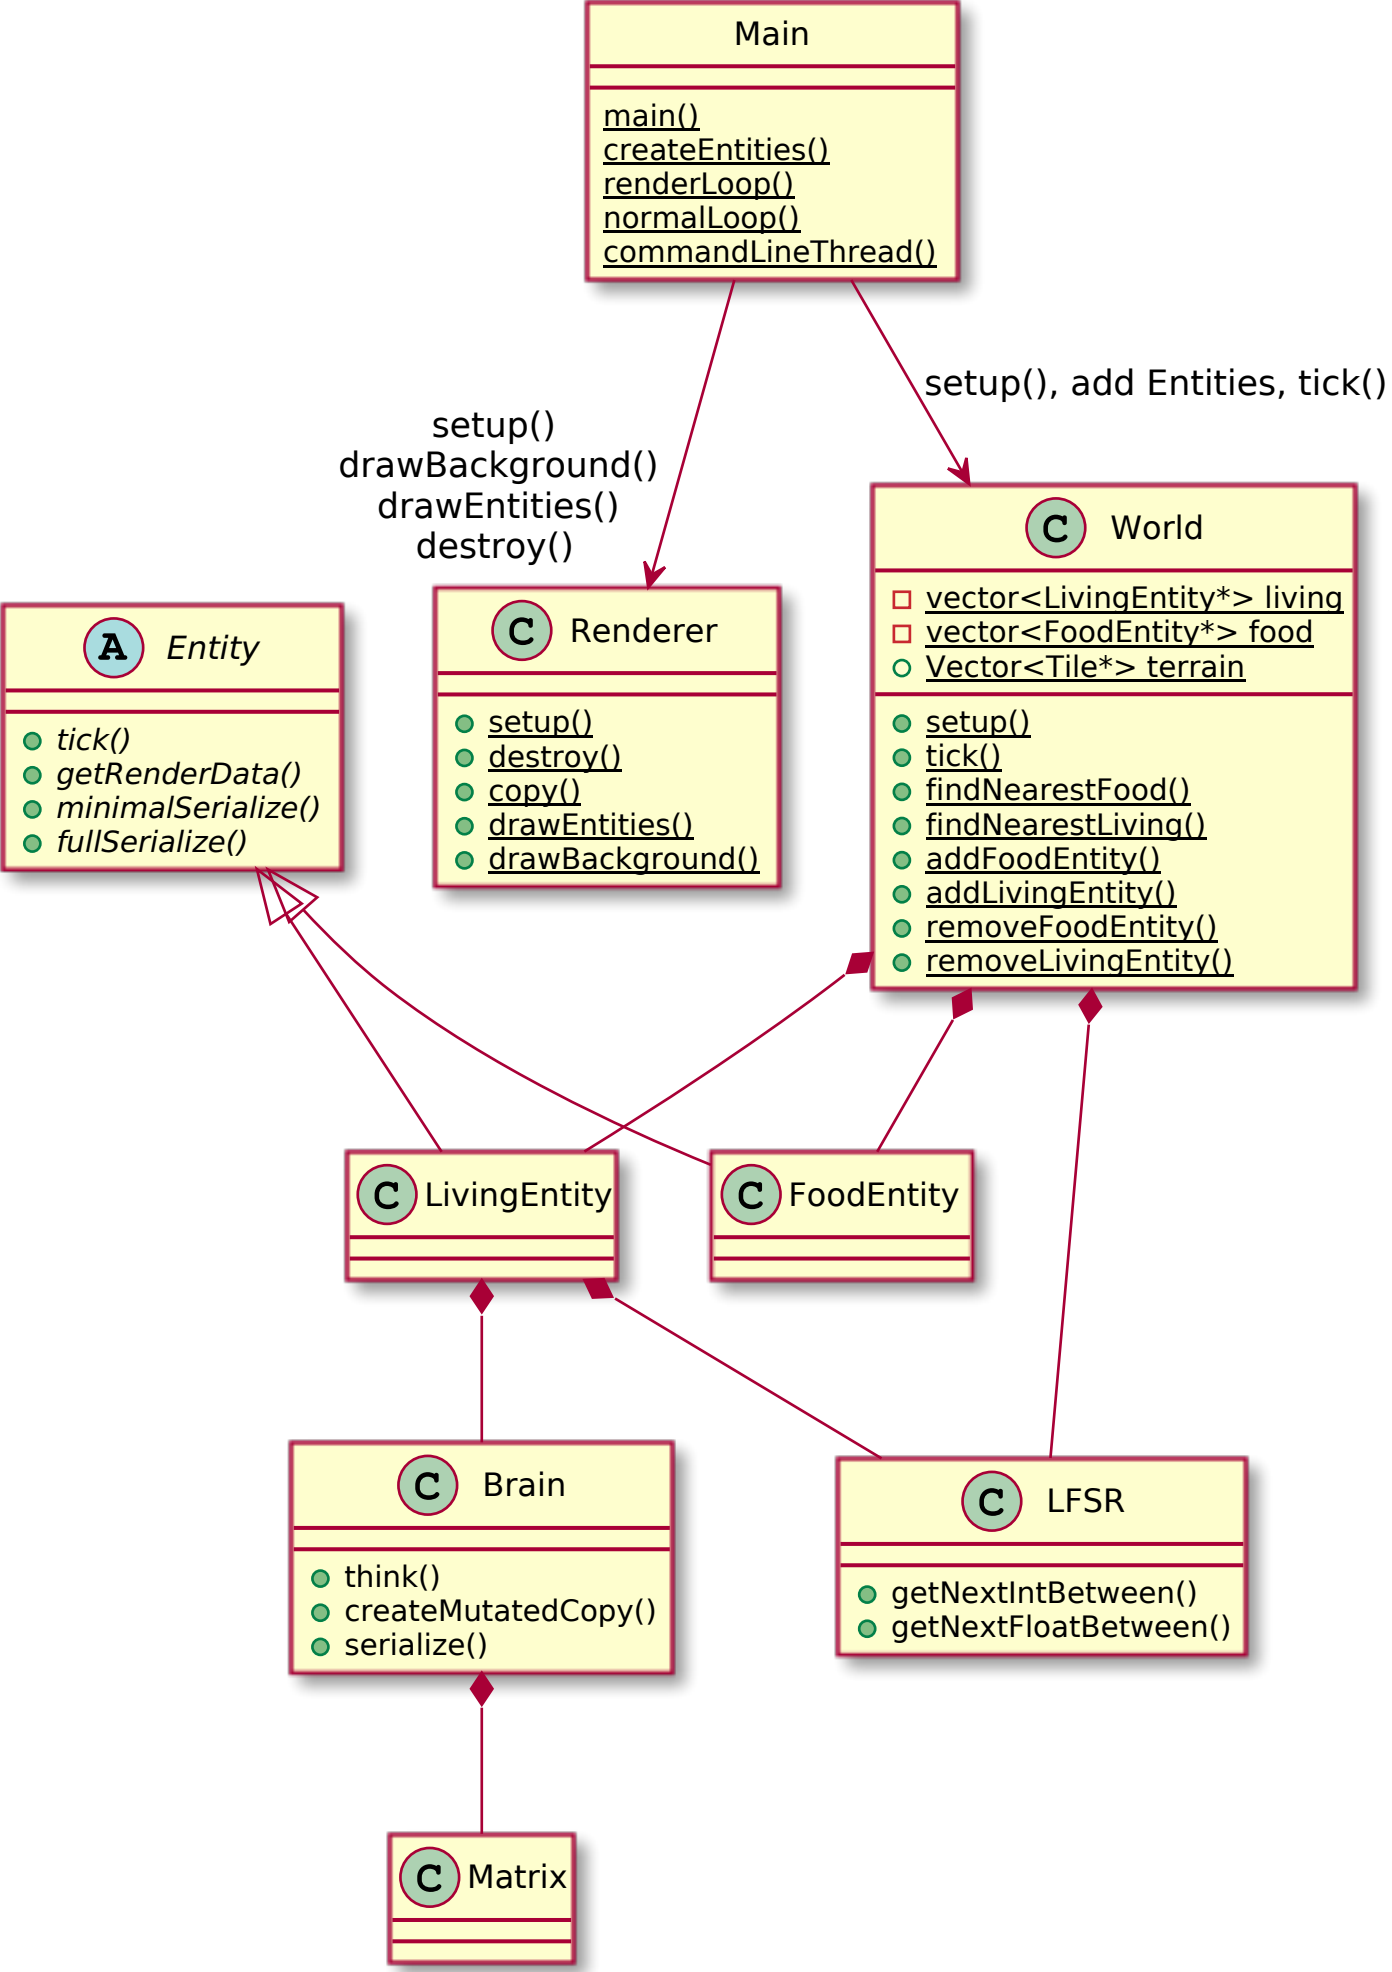 Main
main()
createEntities()
renderLoop()
normalLoop()
commandLineThread()
setup(), add Entities, tick()
setup()
drawBackground()
drawEntities()
destroy()
C World
vector<LivingEntity*> living
vector<FoodEntity*> food
Vector<Tile*> terrain
setup()
tick()
findNearestFood()
findNearestLiving()
addFoodEntity()
addLivingEntity()
removeFoodEntity()
removeLivingEntity()
C Renderer
setup()
destroy()
copy()
drawEntities()
drawBackground()
A Entity
tick()
getRenderData()
minimalSerialize()
fullSerialize()
C LivingEntity
C FoodEntity
C Brain
think()
createMutatedCopy()
serialize()
C LFSR
getNextIntBetween()
getNextFloatBetween()
C Matrix